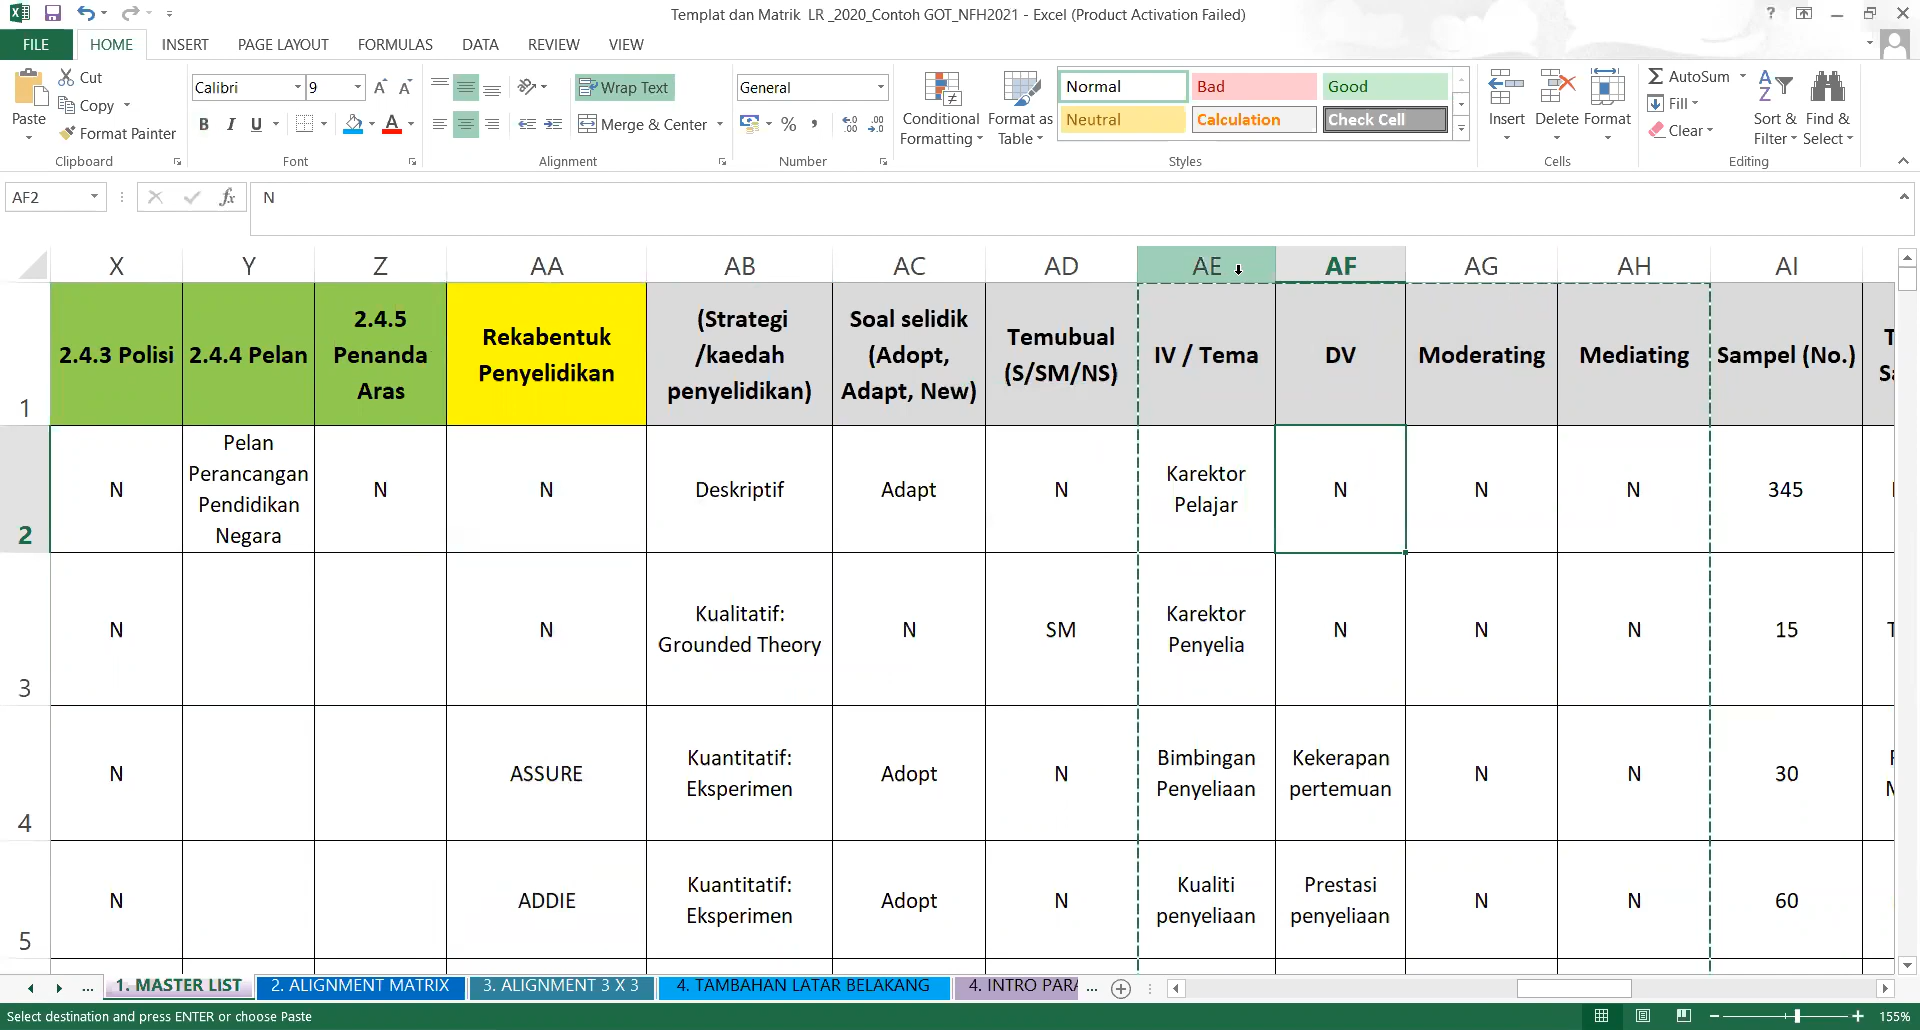 Templat dan Matrik LR _2020_Contoh GOT_NFH2021 - Excel (Product Activation Failed)
FILE HOME INSERT PAGE LAYOUT FORMULAS DATA REVIEW VIEW
Paste
Cut
Copy
Format Painter
Clipboard
Calibri 9
B I U
Font
Wrap Text
Merge & Center
Alignment
General
%
Number
Conditional
Formatting
Format as
Table
Normal Bad Good
Neutral Calculation Check Cell
Styles
Insert Delete Format
Cells
AutoSum
Fill
Clear
Sort &
Filter
Find &
Select
Editing
AF2
fx
N
X Y Z AA AB AC AD AE AF AG AH AI
1
2.4.3 Polisi
2.4.4 Pelan
2.4.5
Penanda
Aras
Rekabentuk
Penyelidikan
(Strategi
/kaedah
penyelidikan)
Soal selidik
(Adopt,
Adapt, New)
Temubual
(S/SM/NS)
IV / Tema
DV
Moderating
Mediating
Sampel (No.)
2
N
Pelan
Perancangan
Pendidikan
Negara
N
N
Deskriptif
Adapt
N
Karektor
Pelajar
N
N
N
345
3
N
N
Kualitatif:
Grounded Theory
N
SM
Karektor
Penyelia
N
N
N
15
4
N
ASSURE
Kuantitatif:
Eksperimen
Adopt
N
Bimbingan
Penyeliaan
Kekerapan
pertemuan
N
N
30
5
N
ADDIE
Kuantitatif:
Eksperimen
Adopt
N
Kualiti
penyeliaan
Prestasi
penyeliaan
N
N
60
... 1. MASTER LIST 2. ALIGNMENT MATRIX 3. ALIGNMENT 3 X 3 4. TAMBAHAN LATAR BELAKANG 4. INTRO PARA ...
Select destination and press ENTER or choose Paste
155%